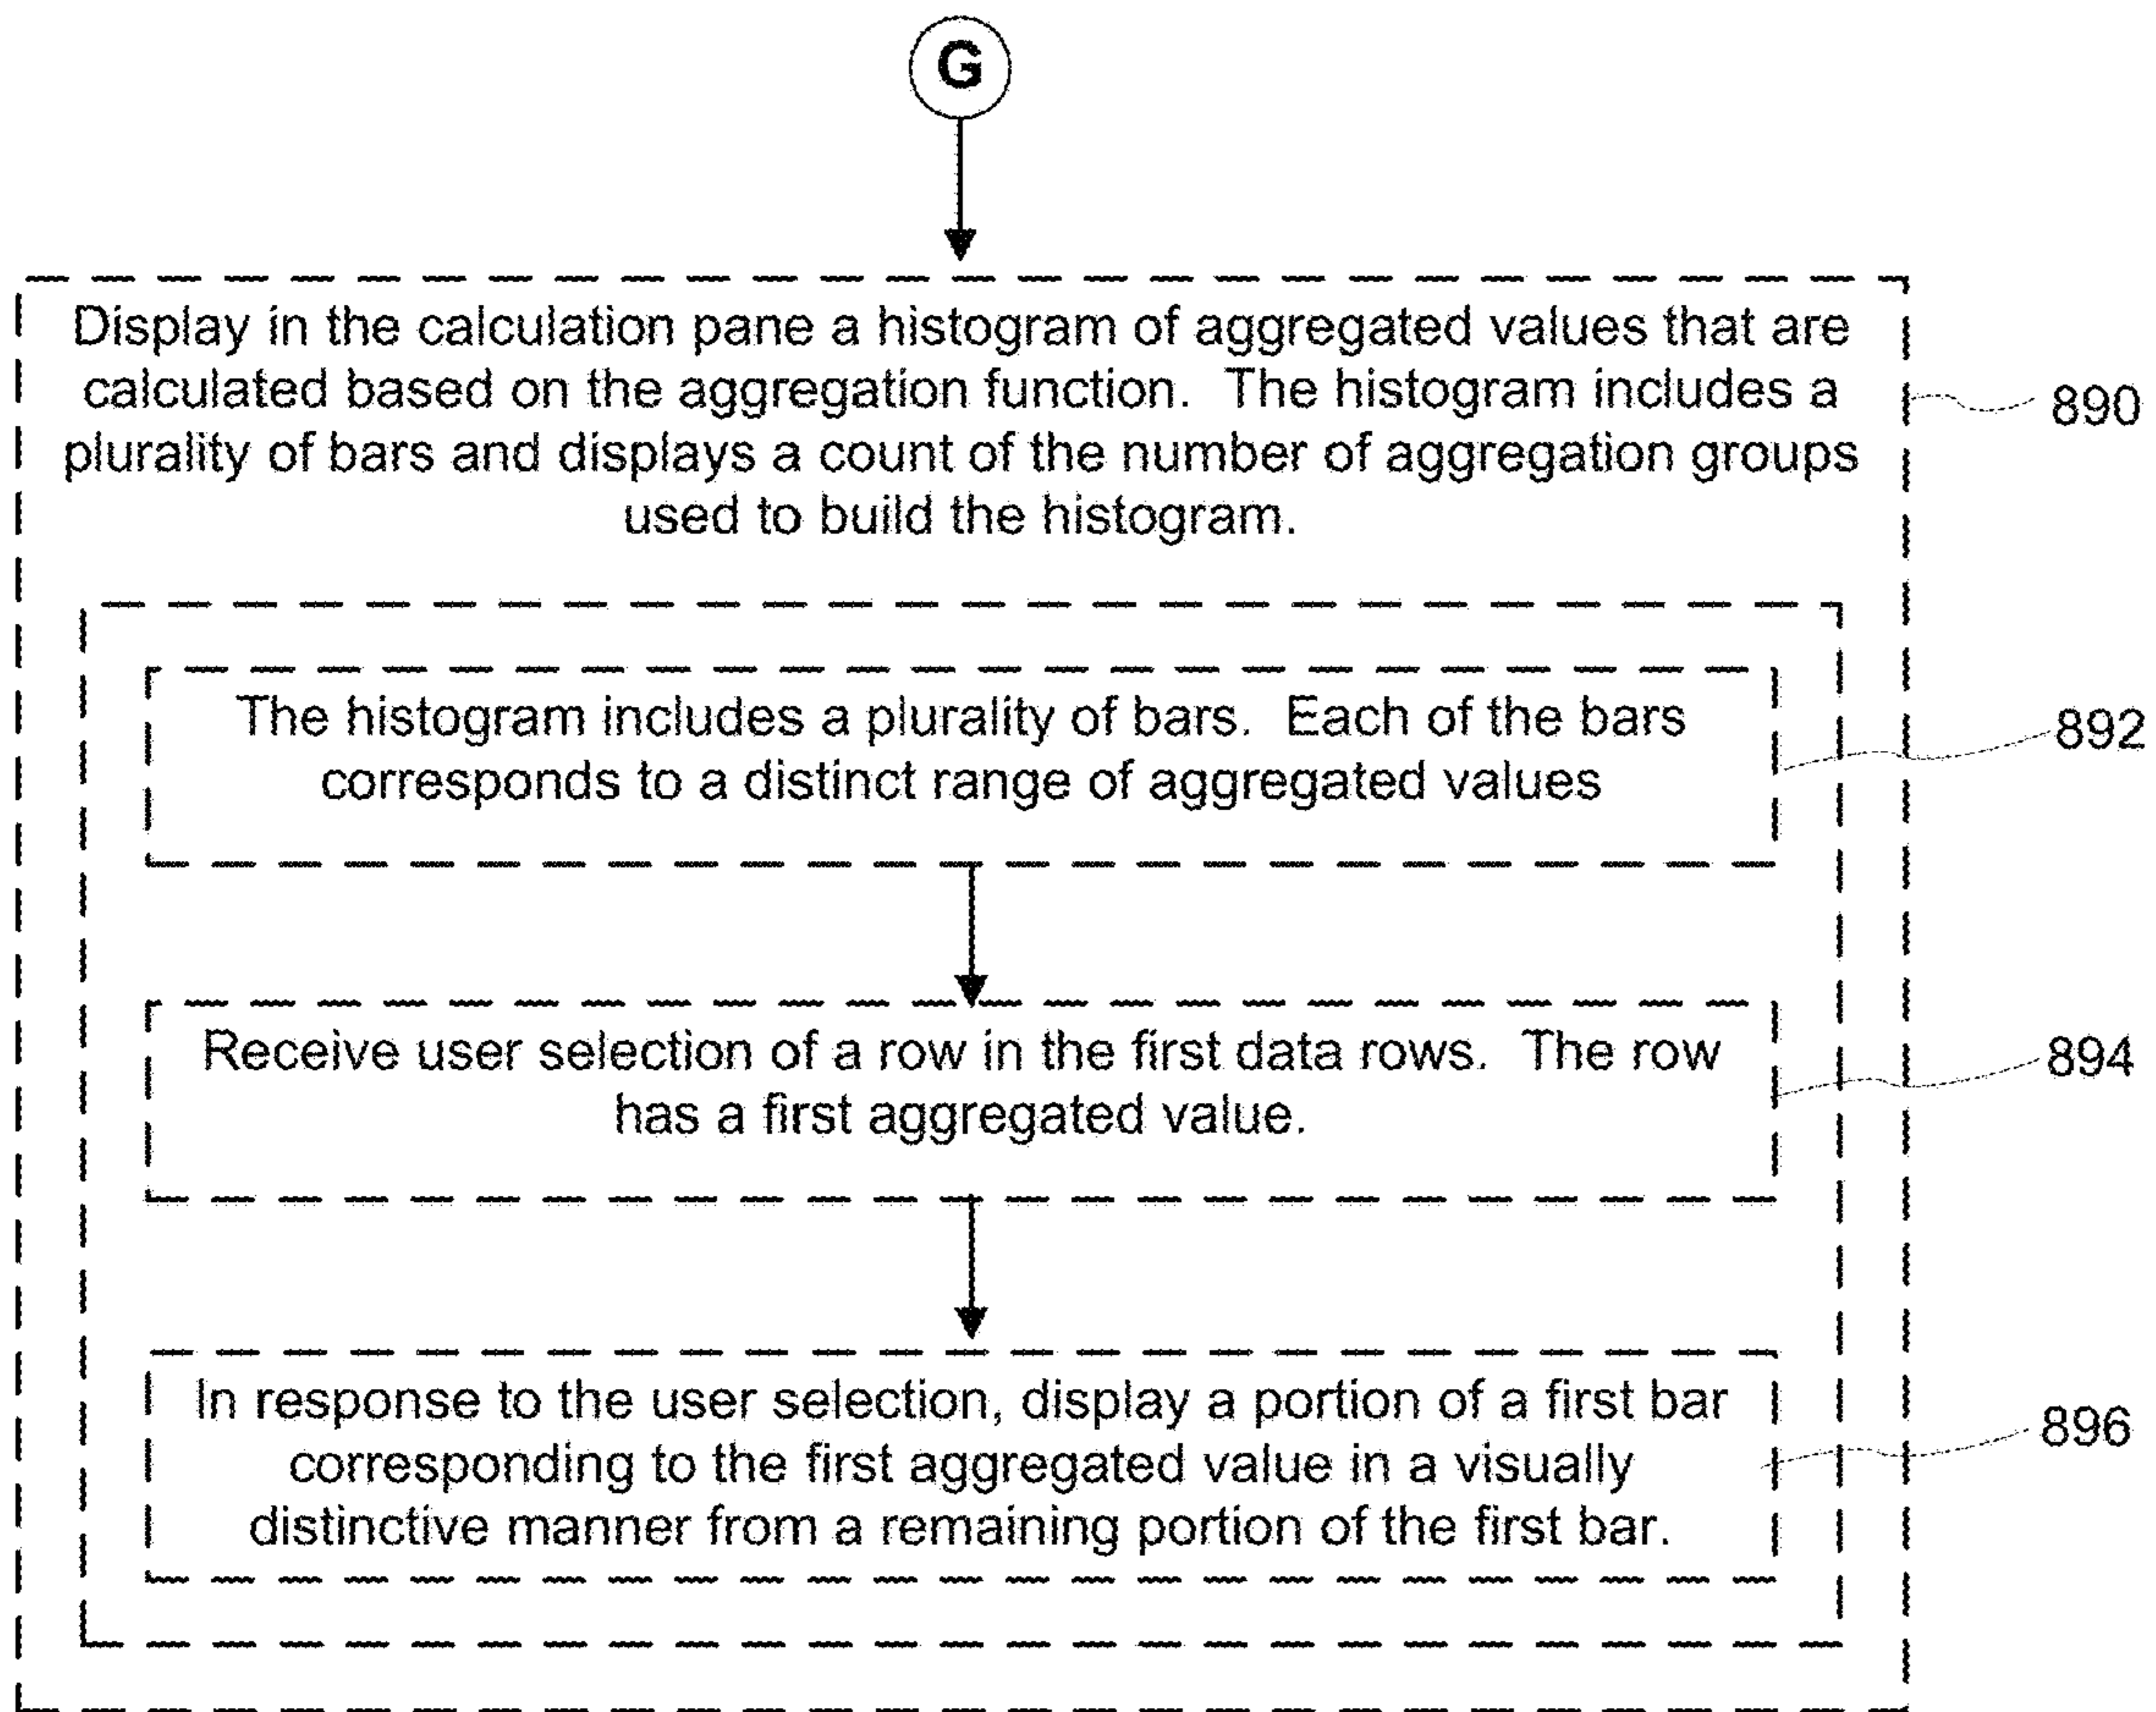 G
Display in the calculation pane a histogram of aggregated values that are
calculated based on the aggregation function.  The histogram includes a
plurality of bars and displays a count of the number of aggregation groups
used to build the histogram.
890
The histogram includes a plurality of bars.  Each of the bars
corresponds to a distinct range of aggregated values
892
Receive user selection of a row in the first data rows.  The row
has a first aggregated value.
894
In response to the user selection, display a portion of a first bar
corresponding to the first aggregated value in a visually
distinctive manner from a remaining portion of the first bar.
896